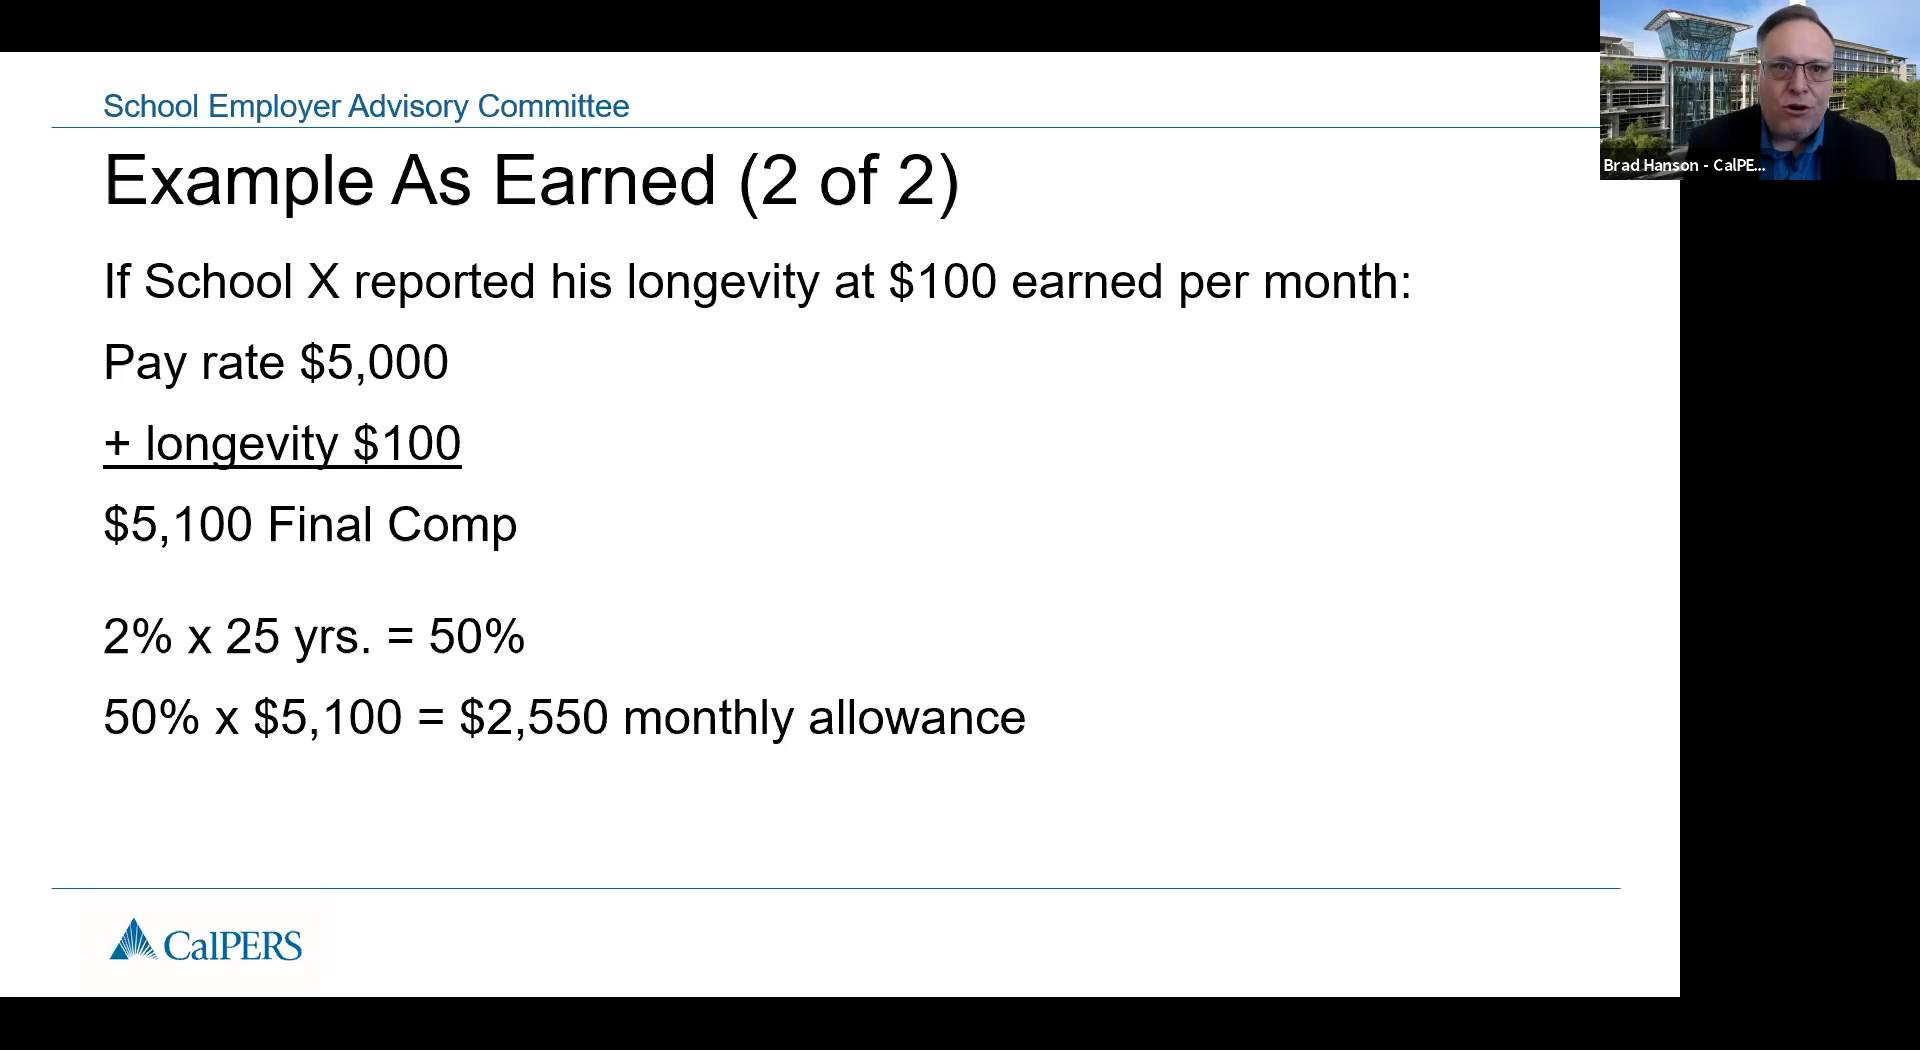 School Employer Advisory Committee
Example As Earned (2 of 2)
If School X reported his longevity at $100 earned per month:
Pay rate $5,000
+ longevity $100
$5,100 Final Comp
2% x 25 yrs. = 50%
50% x $5,100 = $2,550 monthly allowance
CalPERS
Brad Hanson - CalPE...